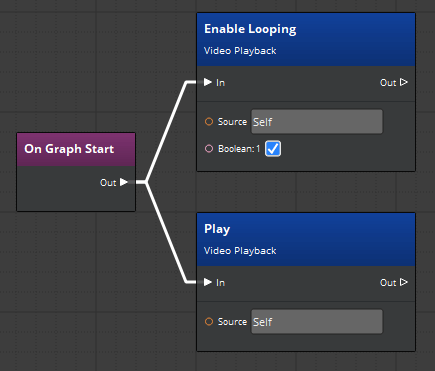 Enable Looping
Video Playback
In Out
Source Self
Boolean: 1
On Graph Start
Out
Play
Video Playback
In Out
Source Self